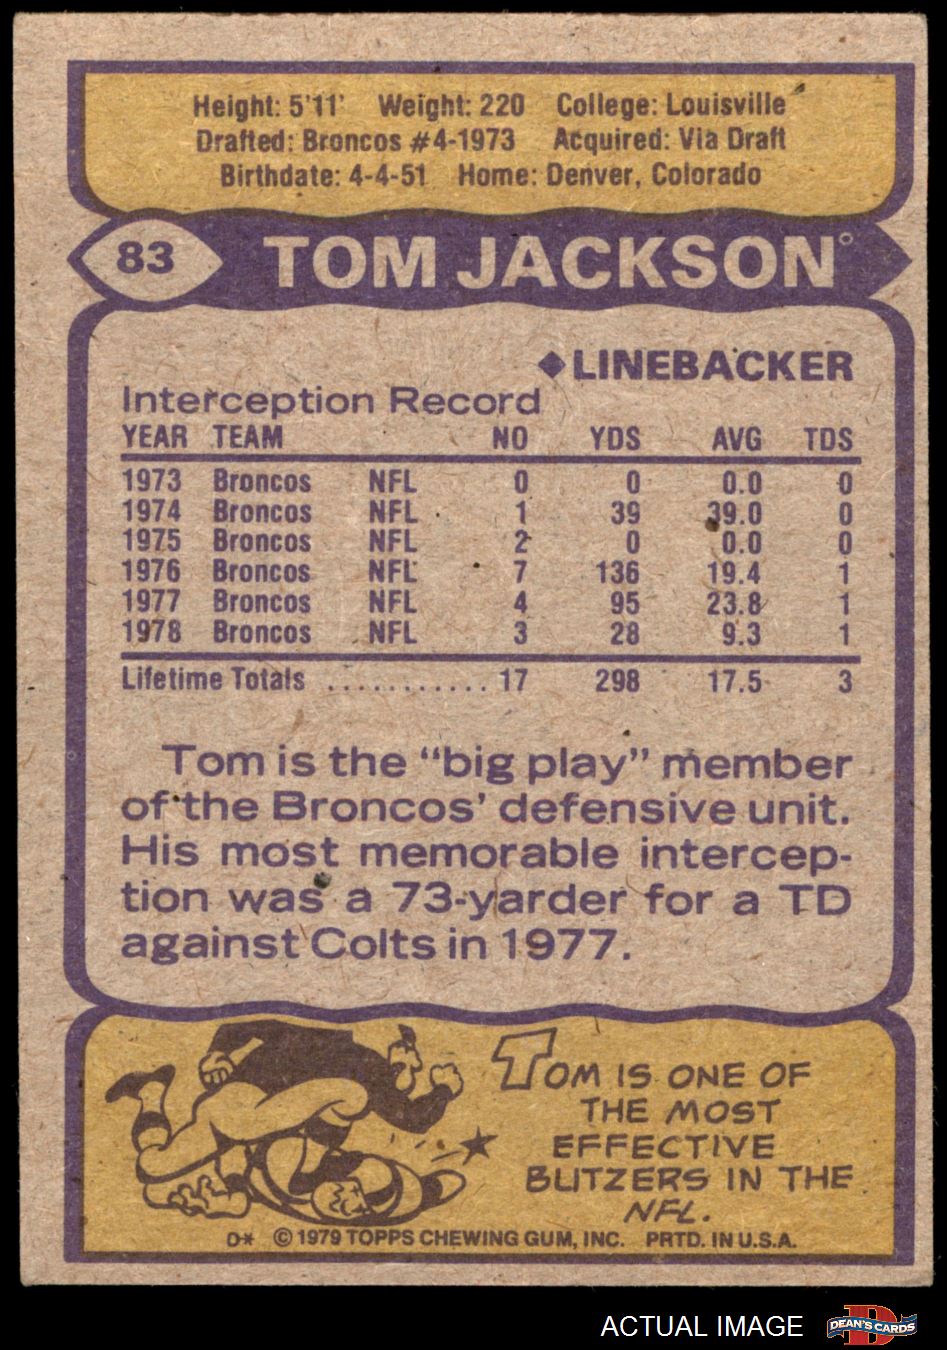 Height: 5'11' Weight: 220 College: Louisville
Drafted: Broncos #4-1973 Acquired: Via Draft
Birthdate: 4-4-51 Home: Denver, Colorado
83 TOM JACKSON
◆LINEBACKER
Interception Record
YEAR TEAM NO YDS AVG TDS
1973 Broncos NFL 0 0 0.0 0
1974 Broncos NFL 1 39 39.0 0
1975 Broncos NFL 2 0 0.0 0
1976 Broncos NFL 7 136 19.4 1
1977 Broncos NFL 4 95 23.8 1
1978 Broncos NFL 3 28 9.3 1
Lifetime Totals ........... 17 298 17.5 3
Tom is the “big play” member
of the Broncos’ defensive unit.
His most memorable intercep-
tion was a 73-yarder for a TD
against Colts in 1977.
TOM IS ONE OF
THE MOST
EFFECTIVE
BLITZERS IN THE
NFL.
D* © 1979 TOPPS CHEWING GUM, INC. PRTD. IN U.S.A.
ACTUAL IMAGE DEAN'S CARDS